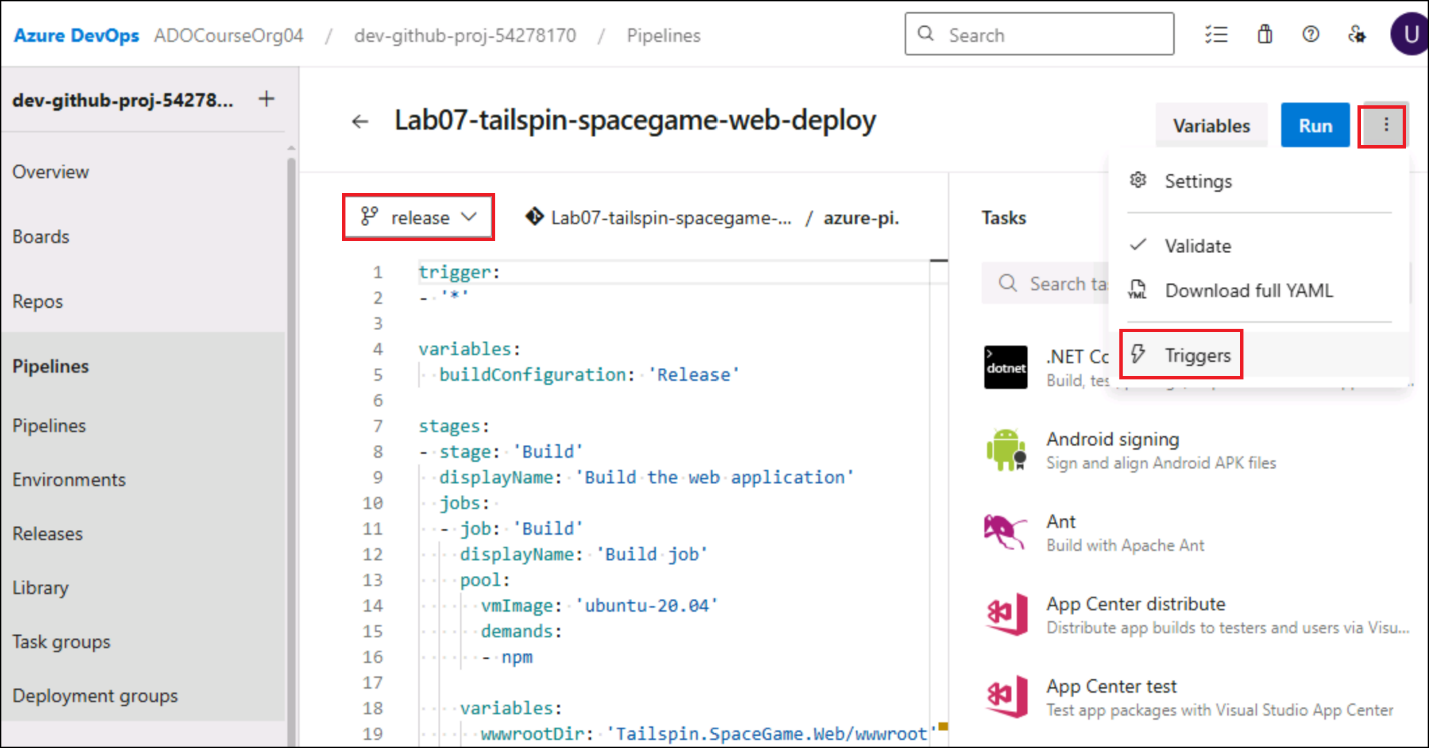 Azure DevOps ADOCourseOrg04 / dev-github-proj-54278170 / Pipelines
Search
U
dev-github-proj-54278... +
Overview
Boards
Repos
Pipelines
Pipelines
Environments
Releases
Library
Task groups
Deployment groups
← Lab07-tailspin-spacegame-web-deploy
Variables
Run
Settings
Validate
YML Download full YAML
Triggers
release
Lab07-tailspin-spacegame-... / azure-pi.
1 trigger:
2 - '*'
3
4 variables:
5 buildConfiguration: 'Release'
6
7 stages:
8 - stage: 'Build'
9 displayName: 'Build the web application'
10 jobs:
11 - job: 'Build'
12 displayName: 'Build job'
13 pool:
14 vmImage: 'ubuntu-20.04'
15 demands:
16 - npm
17
18 variables:
19 wwwrootDir: 'Tailspin.SpaceGame.Web/wwwroot'
Tasks
Search
dotnet
.NET
Build,
Android signing
Sign and align Android APK files
Ant
Build with Apache Ant
App Center distribute
Distribute app builds to testers and users via Visu...
App Center test
Test app packages with Visual Studio App Center